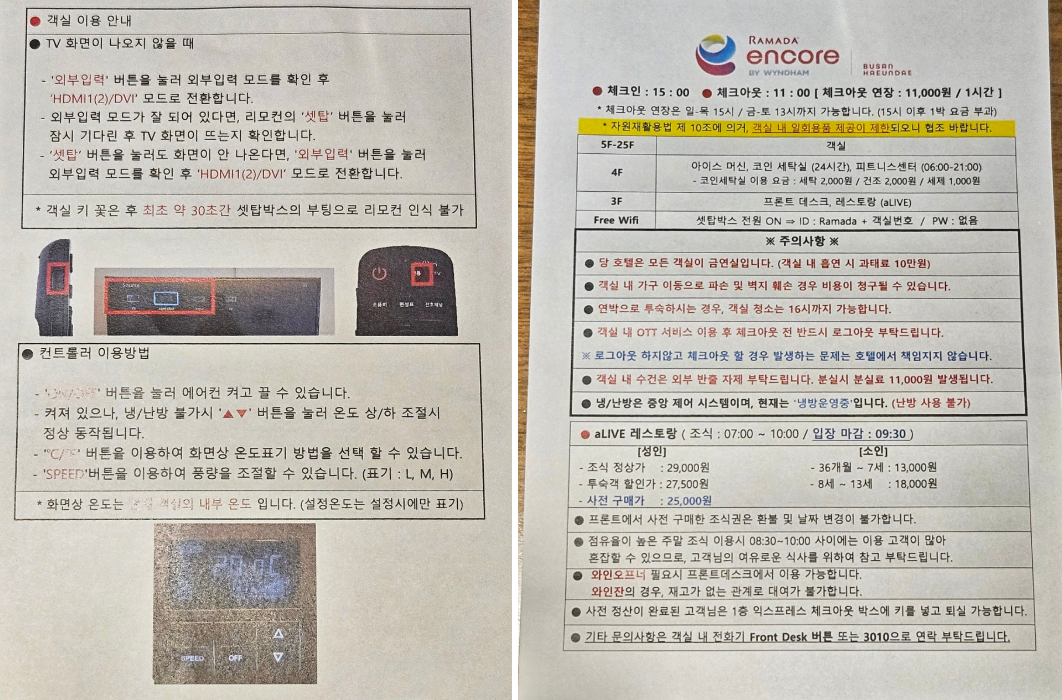 ● 객실 이용 안내
● TV 화면이 나오지 않을 때
- '외부입력' 버튼을 눌러 외부입력 모드를 확인 후
'HDMI1(2)/DVI' 모드로 전환합니다.
- 외부입력 모드가 잘 되어 있다면, 리모컨의 '셋탑' 버튼을 눌러
잠시 기다린 후 TV 화면이 뜨는지 확인합니다.
- '셋탑' 버튼을 눌러도 화면이 안 나온다면, '외부입력' 버튼을 눌러
외부입력 모드를 확인 후 'HDMI1(2)/DVI' 모드로 전환합니다.
* 객실 키 꽂은 후 최초 약 30초간 셋탑박스의 부팅으로 리모컨 인식 불가
Source
TV
● 컨트롤러 이용방법
- 'ON/OFF' 버튼을 눌러 에어컨 켜고 끌 수 있습니다.
- 켜져 있으나, 냉/난방 불가시 '▲▼' 버튼을 눌러 온도 상/하 조절시
정상 동작됩니다.
- '℃/℉' 버튼을 이용하여 화면상 온도표기 방법을 선택 할 수 있습니다.
- 'SPEED'버튼을 이용하여 풍량을 조절할 수 있습니다. (표기 : L, M, H)
* 화면상 온도는 객실의 내부 온도 입니다. (설정온도는 설정시에만 표기)
SPEED OFF
RAMADA
encore
BY WYNDHAM
BUSAN
HAEUNDAE
● 체크인 : 15 : 00 ● 체크아웃 : 11 : 00 [ 체크아웃 연장 : 11,000원 / 1시간 ]
* 체크아웃 연장은 일-목 15시 / 금-토 13시까지 가능합니다. (15시 이후 1박 요금 부과)
* 자원재활용법 제 10조에 의거, 객실 내 일회용품 제공이 제한되오니 협조 바랍니다.
5F-25F 객실
4F 아이스 머신, 코인 세탁실 (24시간), 피트니스센터 (06:00-21:00)
- 코인세탁실 이용 요금 : 세탁 2,000원 / 건조 2,000원 / 세제 1,000원
3F 프론트 데스크, 레스토랑 (aLIVE)
Free Wifi 셋탑박스 전원 ON ⇒ ID : Ramada + 객실번호 / PW : 없음
※ 주의사항 ※
● 당 호텔은 모든 객실이 금연실입니다. (객실 내 흡연 시 과태료 10만원)
● 객실 내 가구 이동으로 파손 및 벽지 훼손 경우 비용이 청구될 수 있습니다.
● 연박으로 투숙하시는 경우, 객실 청소는 16시까지 가능합니다.
● 객실 내 OTT 서비스 이용 후 체크아웃 전 반드시 로그아웃 부탁드립니다.
※ 로그아웃 하지않고 체크아웃 할 경우 발생하는 문제는 호텔에서 책임지지 않습니다.
● 객실 내 수건은 외부 반출 자제 부탁드립니다. 분실시 분실료 11,000원 발생됩니다.
● 냉/난방은 중앙 제어 시스템이며, 현재는 '냉방운영중'입니다. (난방 사용 불가)
● aLIVE 레스토랑 ( 조식 : 07:00 ~ 10:00 / 입장 마감 : 09:30 )
[성인] [소인]
- 조식 정상가 : 29,000원 - 36개월 ~ 7세 : 13,000원
- 투숙객 할인가 : 27,500원 - 8세 ~ 13세 : 18,000원
- 사전 구매가 : 25,000원
● 프론트에서 사전 구매한 조식권은 환불 및 날짜 변경이 불가합니다.
● 점유율이 높은 주말 조식 이용시 08:30~10:00 사이에는 이용 고객이 많아
혼잡할 수 있으므로, 고객님의 여유로운 식사를 위하여 참고 부탁드립니다.
● 와인오프너 필요시 프론트데스크에서 이용 가능합니다.
와인잔의 경우, 재고가 없는 관계로 대여가 불가합니다.
● 사전 정산이 완료된 고객님은 1층 익스프레스 체크아웃 박스에 키를 넣고 퇴실 가능합니다.
● 기타 문의사항은 객실 내 전화기 Front Desk 버튼 또는 3010으로 연락 부탁드립니다.